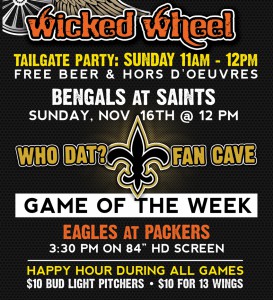 Wicked Wheel
TAILGATE PARTY: SUNDAY 11AM - 12PM
FREE BEER & HORS D'OEUVRES
BENGALS AT SAINTS
SUNDAY, NOV 16TH @ 12 PM
WHO DAT? FAN CAVE
GAME OF THE WEEK
EAGLES AT PACKERS
3:30 PM ON 84" HD SCREEN
HAPPY HOUR DURING ALL GAMES
$10 BUD LIGHT PITCHERS • $10 FOR 13 WINGS